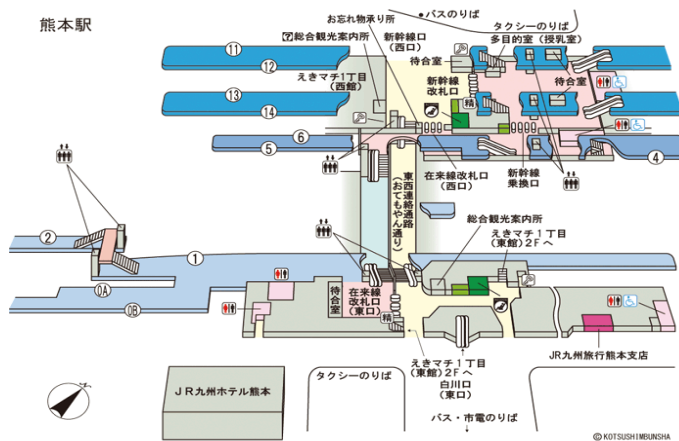 熊本駅
お忘れ物承り所
●バスのりば
タクシーのりば
?総合観光案内所
新幹線口
(西口)
多目的室(授乳室)
待合室
待合室
えきマチ1丁目
(西館)
新幹線
改札口
精
11
12
13
14
6
5
4
在来線改札口
(西口)
新幹線
乗換口
東西連絡通路
(おてもやん通り)
総合観光案内所
えきマチ1丁目
(東館)2Fへ
2
1
0A
0B
待合室
在来線
改札口
(東口)
精
JR九州旅行熊本支店
えきマチ1丁目
(東館)2Fへ
白川口
(東口)
タクシーのりば
バス・市電のりば
JR九州ホテル熊本
©KOTSUSHIMBUNSHA